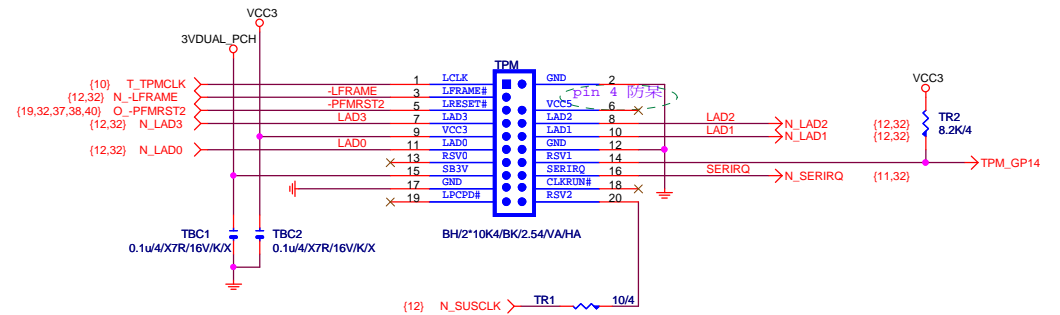 VCC3
3VDUAL_PCH
TPM
VCC3
{10} T_TPMCLK 1 LCLK GND 2
{12,32} N_-LFRAME -LFRAME 3 LFRAME# pin 4 防呆
{19,32,37,38,40} O_-PFMRST2 -PFMRST2 5 LRESET# VCC5 6
{12,32} N_LAD3 LAD3 7 LAD3 LAD2 8 LAD2 N_LAD2 {12,32}
9 VCC3 LAD1 10 LAD1 N_LAD1 {12,32}
TR2
8.2K/4
{12,32} N_LAD0 LAD0 11 LAD0 GND 12
13 RSV0 RSV1 14 TPM_GP14
15 SB3V SERIRQ 16 SERIRQ N_SERIRQ {11,32}
17 GND CLKRUN# 18
19 LPCPD# RSV2 20
TBC1
0.1u/4/X7R/16V/K/X
TBC2
0.1u/4/X7R/16V/K/X
BH/2*10K4/BK/2.54/VA/HA
{12} N_SUSCLK TR1 10/4